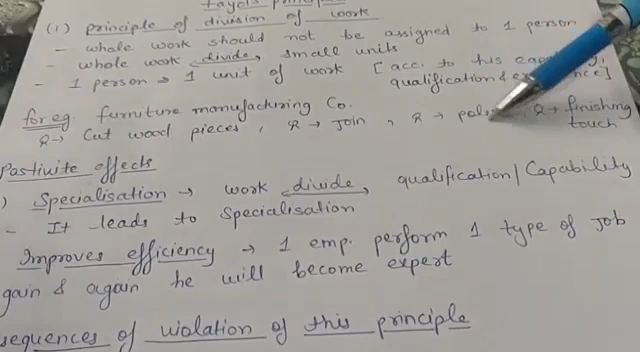 (1) principle of division of work
- whole work should not be assigned to 1 person
- whole work divide, small units
- 1 person → 1 unit of work [acc. to his
qualification &
for eg furniture manufacturing Co.
→ Cut wood pieces, → Join, → finishing
touch
Pastivite effects
) Specialisation → work divide, qualification/Capability
- It leads to Specialisation
Improves efficiency → 1 emp. perform 1 type of Job
gain & again he will become expert
sequences of violation of this principle